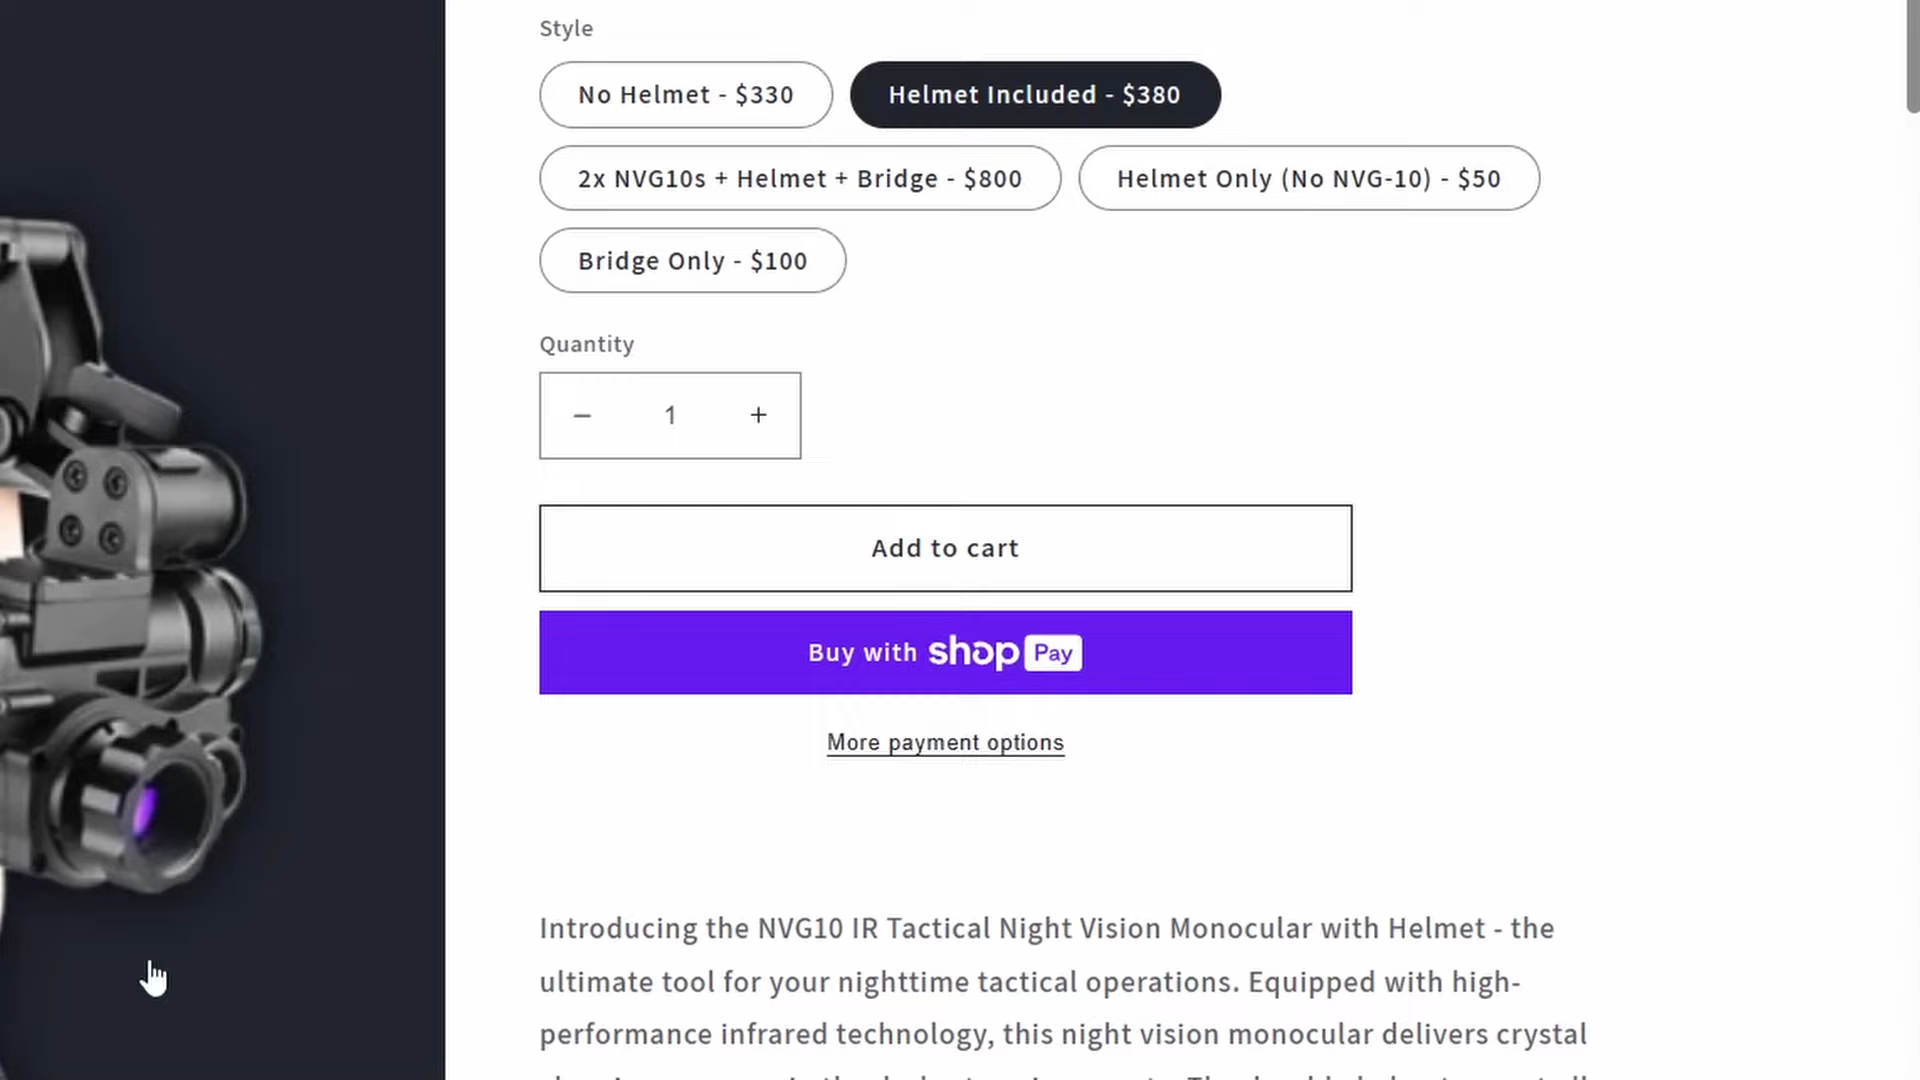 Style
No Helmet - $330
Helmet Included - $380
2x NVG10s + Helmet + Bridge - $800
Helmet Only (No NVG-10) - $50
Bridge Only - $100
Quantity
− 1 +
Add to cart
Buy with shop Pay
More payment options
Introducing the NVG10 IR Tactical Night Vision Monocular with Helmet - the
ultimate tool for your nighttime tactical operations. Equipped with high-
performance infrared technology, this night vision monocular delivers crystal